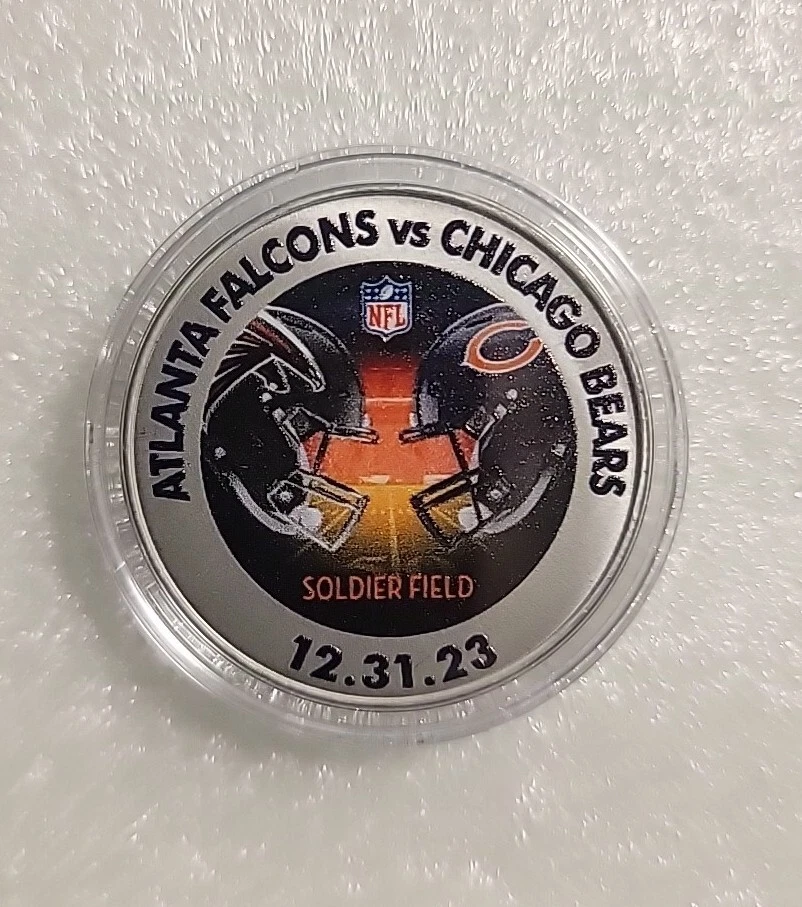 ATLANTA FALCONS vs CHICAGO BEARS
NFL
SOLDIER FIELD
12.31.23